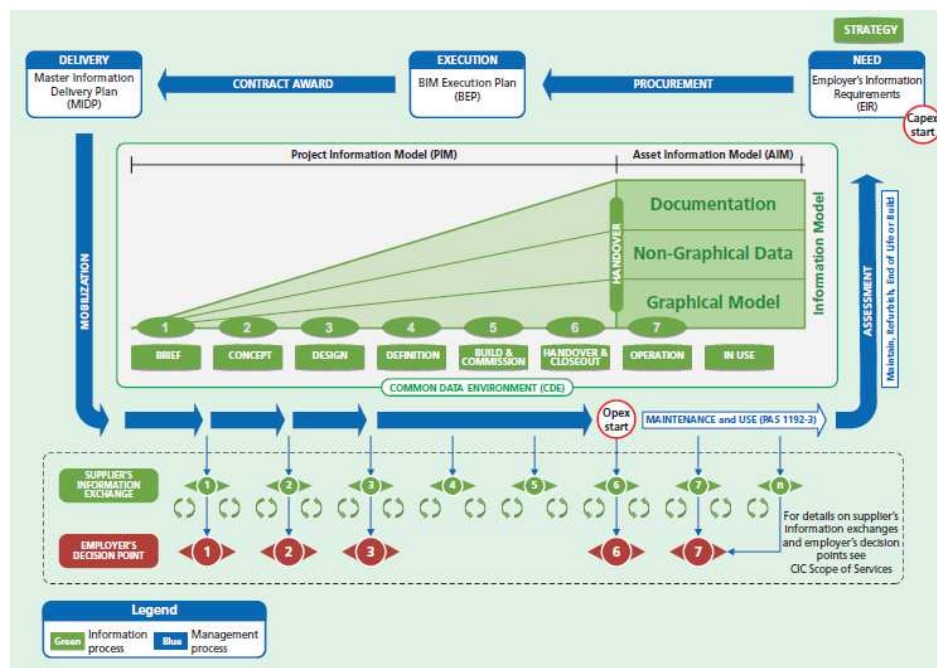 STRATEGY
DELIVERY
Master Information
Delivery Plan
(MIDP)
CONTRACT AWARD
EXECUTION
BIM Execution Plan
(BEP)
PROCUREMENT
NEED
Employer's Information
Requirements
(EIR)
Capex
start
Project Information Model (PIM)
Asset Information Model (AIM)
MOBILIZATION
HANDOVER
Documentation
Non-Graphical Data
Graphical Model
Information Model
ASSESSMENT
Maintain, Refurbish, End of Life or Build
1 2 3 4 5 6 7
BRIEF
CONCEPT
DESIGN
DEFINITION
BUILD &
COMMISSION
HANDOVER &
CLOSEOUT
OPERATION
IN USE
COMMON DATA ENVIRONMENT (CDE)
Opex
start
MAINTENANCE and USE (PAS 1192-3)
SUPPLIER'S
INFORMATION
EXCHANGE
1 2 3 4 5 6 7 n
EMPLOYER'S
DECISION POINT
1 2 3 6 7
For details on supplier's
information exchanges
and employer's decision
points see
CIC Scope of Services
Legend
Green Information
process
Blue Management
process